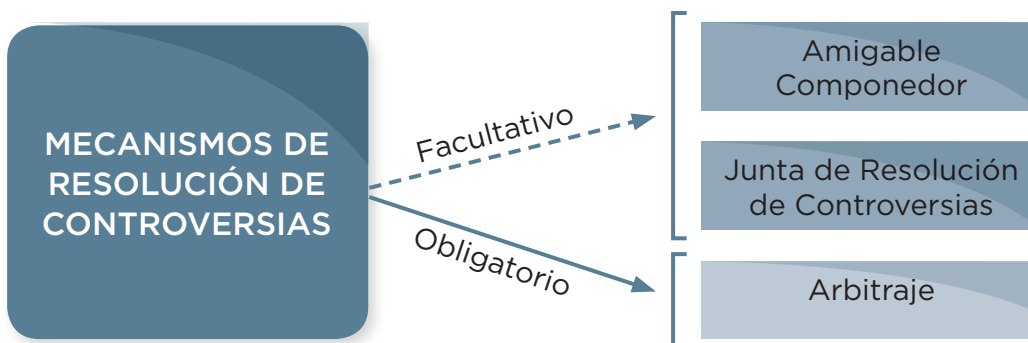 MECANISMOS DE
RESOLUCIÓN DE
CONTROVERSIAS
Facultativo
Obligatorio
Amigable
Componedor
Junta de Resolución
de Controversias
Arbitraje